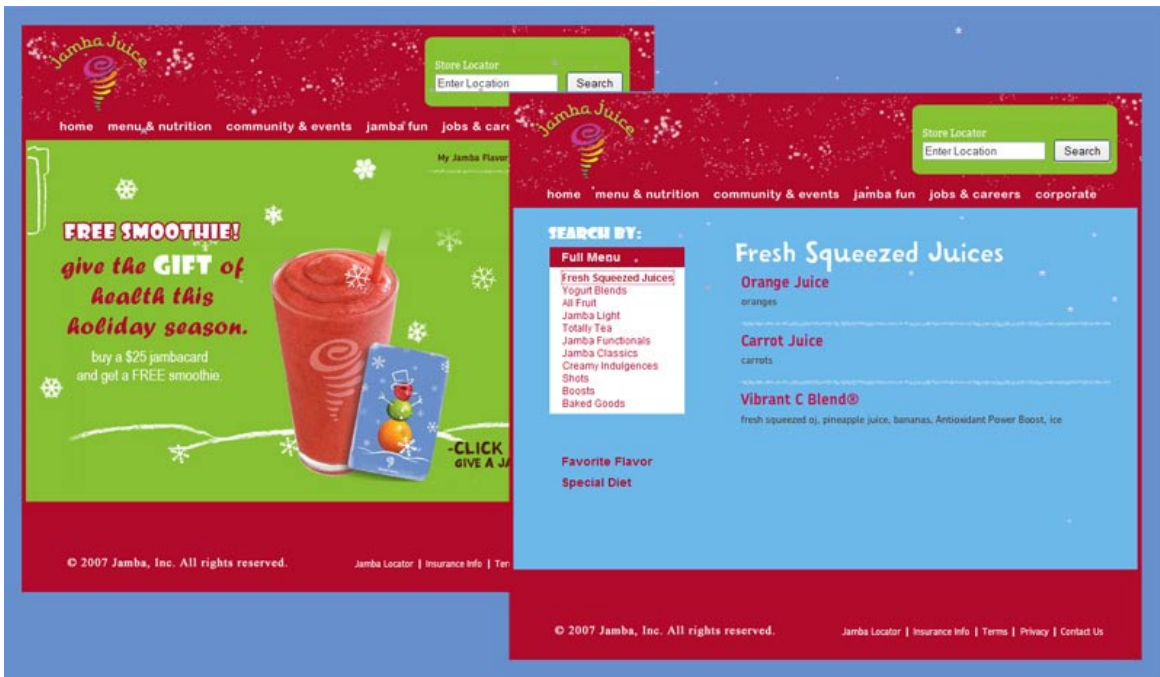 Jamba Juice
Store Locator
Enter Location
Search
home menu & nutrition community & events jamba fun jobs &
My Jamba Flavor
FREE SMOOTHIE!
give the GIFT of
health this
holiday season.
buy a $25 jambacard
and get a FREE smoothie.
-CLICK
GIVE A
© 2007 Jamba, Inc. All rights reserved.
Jamba Locator | Insurance Info |
Jamba Juice
Store Locator
Enter Location
Search
home menu & nutrition community & events jamba fun jobs & careers corporate
SEARCH BY:
Full Menu
Fresh Squeezed Juices
Yogurt Blends
All Fruit
Jamba Light
Totally Tea
Jamba Functionals
Jamba Classics
Creamy Indulgences
Shots
Boosts
Baked Goods
Favorite Flavor
Special Diet
Fresh Squeezed Juices
Orange Juice
oranges
Carrot Juice
carrots
Vibrant C Blend®
fresh squeezed oj, pineapple juice, bananas, Antioxidant Power Boost, ice
© 2007 Jamba, Inc. All rights reserved.
Jamba Locator | Insurance Info | Terms | Privacy | Contact Us